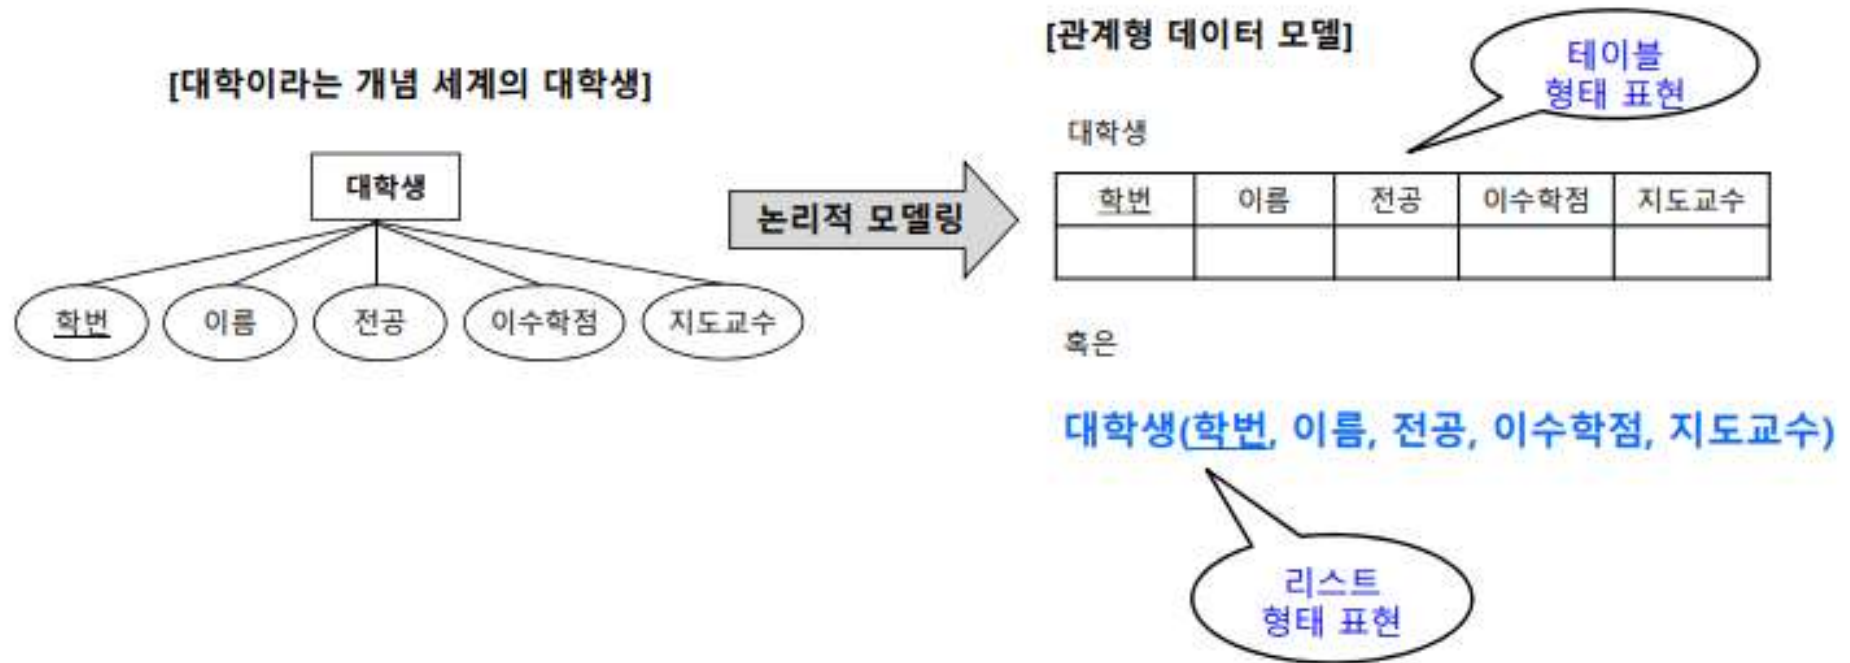 [대학이라는 개념 세계의 대학생]
대학생
학번
이름
전공
이수학점
지도교수
논리적 모델링
[관계형 데이터 모델]
테이블
형태 표현
대학생
학번 이름 전공 이수학점 지도교수
혹은
대학생(학번, 이름, 전공, 이수학점, 지도교수)
리스트
형태 표현